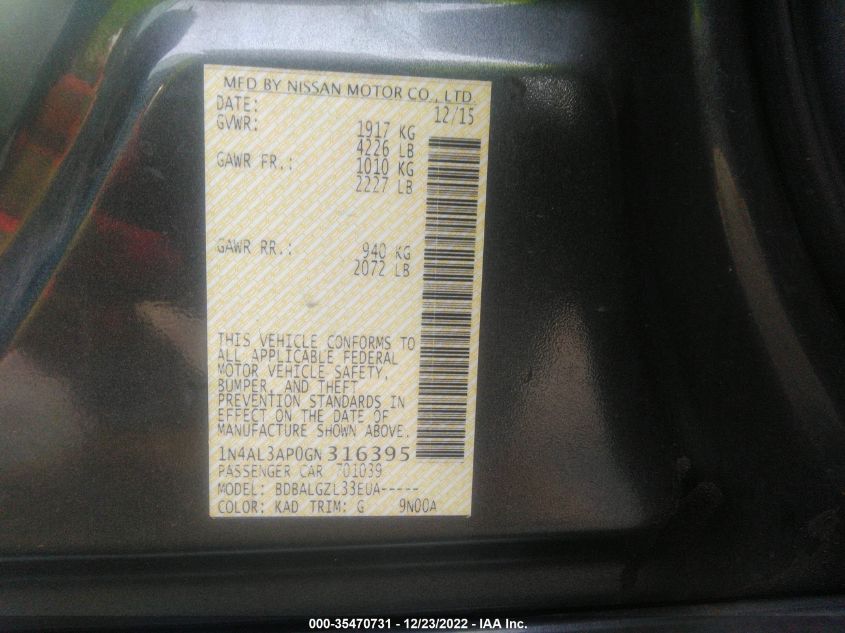 MFD BY NISSAN MOTOR CO., LTD.
DATE: 12/15
GVWR: 1917 KG
4226 LB
GAWR FR.: 1010 KG
2227 LB
GAWR RR.: 940 KG
2072 LB
THIS VEHICLE CONFORMS TO
ALL APPLICABLE FEDERAL
MOTOR VEHICLE SAFETY,
BUMPER, AND THEFT
PREVENTION STANDARDS IN
EFFECT ON THE DATE OF
MANUFACTURE SHOWN ABOVE.
1N4AL3AP0GN316395
PASSENGER CAR 701039
MODEL: BDBALGZL33EUA-----
COLOR: KAD TRIM: G 9N00A
000-35470731 - 12/23/2022 - IAA Inc.